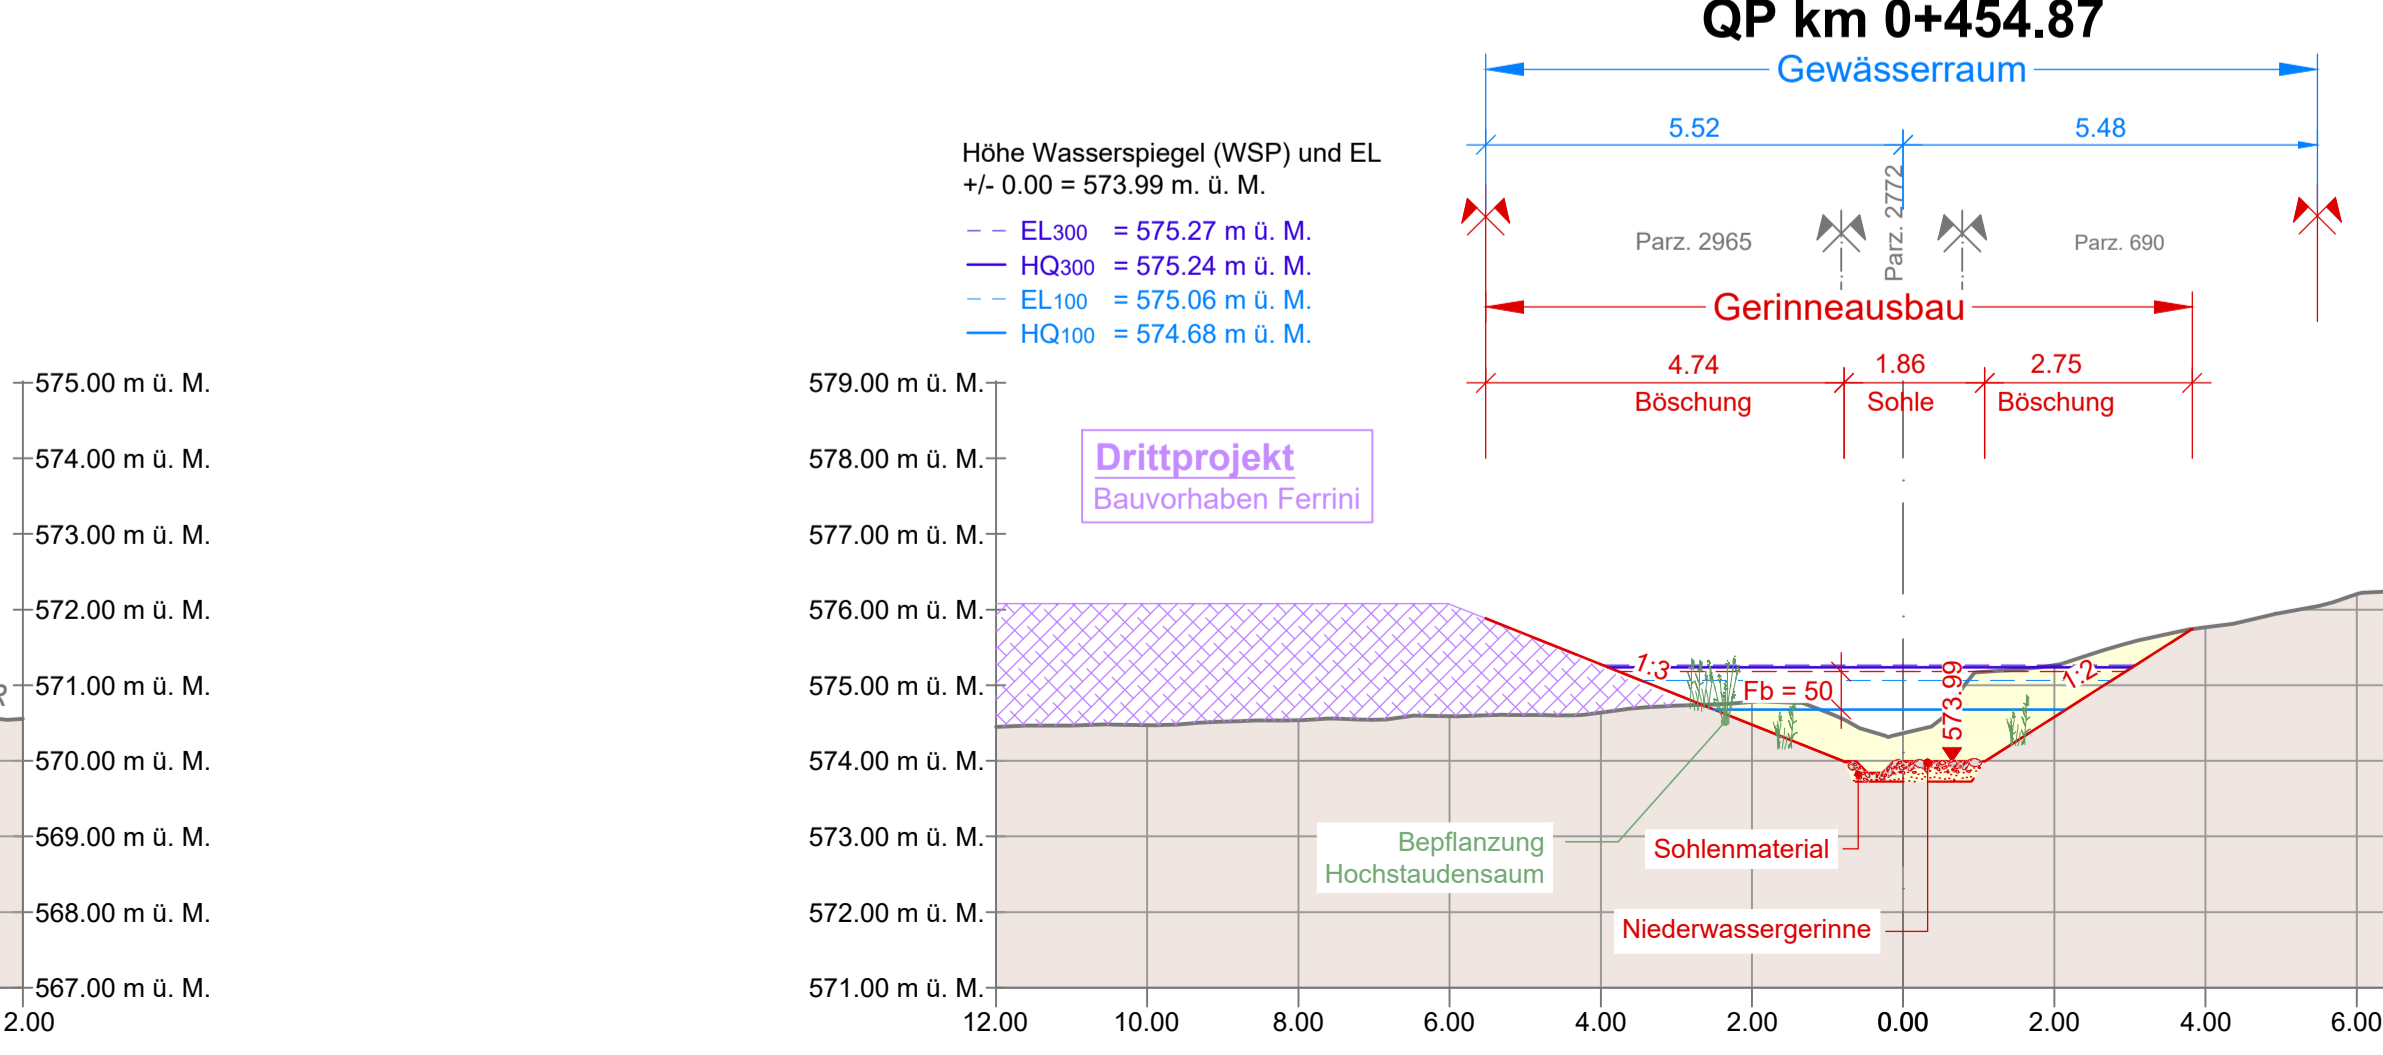 QP km 0+454.87
Gewässerraum
5.52
5.48
Höhe Wasserspiegel (WSP) und EL
+/- 0.00 = 573.99 m. ü. M.
EL300 = 575.27 m ü. M.
HQ300 = 575.24 m ü. M.
EL100 = 575.06 m ü. M.
HQ100 = 574.68 m ü. M.
Parz. 2965
Parz. 2772
Parz. 690
Gerinneausbau
4.74
1.86
2.75
Böschung
Sohle
Böschung
575.00 m ü. M.
574.00 m ü. M.
573.00 m ü. M.
572.00 m ü. M.
571.00 m ü. M.
570.00 m ü. M.
569.00 m ü. M.
568.00 m ü. M.
567.00 m ü. M.
2.00
579.00 m ü. M.
578.00 m ü. M.
577.00 m ü. M.
576.00 m ü. M.
575.00 m ü. M.
574.00 m ü. M.
573.00 m ü. M.
572.00 m ü. M.
571.00 m ü. M.
Drittprojekt
Bauvorhaben Ferrini
1:3
Fb = 50
573.99
1:2
Bepflanzung
Hochstaudensaum
Sohlenmaterial
Niederwassergerinne
12.00
10.00
8.00
6.00
4.00
2.00
0.00
2.00
4.00
6.00